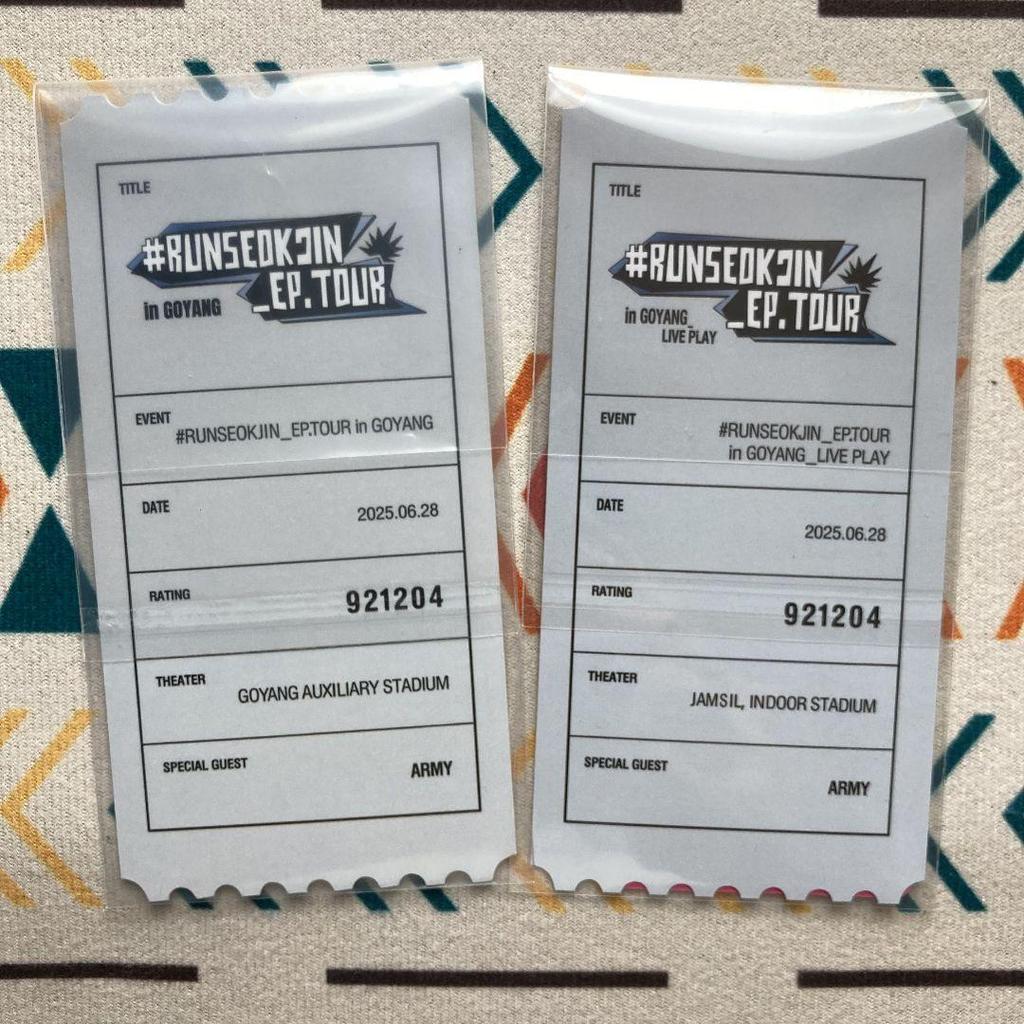 TITLE
#RUNSEOKJIN
_EP.TOUR
in GOYANG
EVENT
#RUNSEOKJIN_EP.TOUR in GOYANG
DATE
2025.06.28
RATING
921204
THEATER
GOYANG AUXILIARY STADIUM
SPECIAL GUEST
ARMY
TITLE
#RUNSEOKJIN
_EP.TOUR
in GOYANG_
LIVE PLAY
EVENT
#RUNSEOKJIN_EP.TOUR
in GOYANG_LIVE PLAY
DATE
2025.06.28
RATING
921204
THEATER
JAMSIL, INDOOR STADIUM
SPECIAL GUEST
ARMY